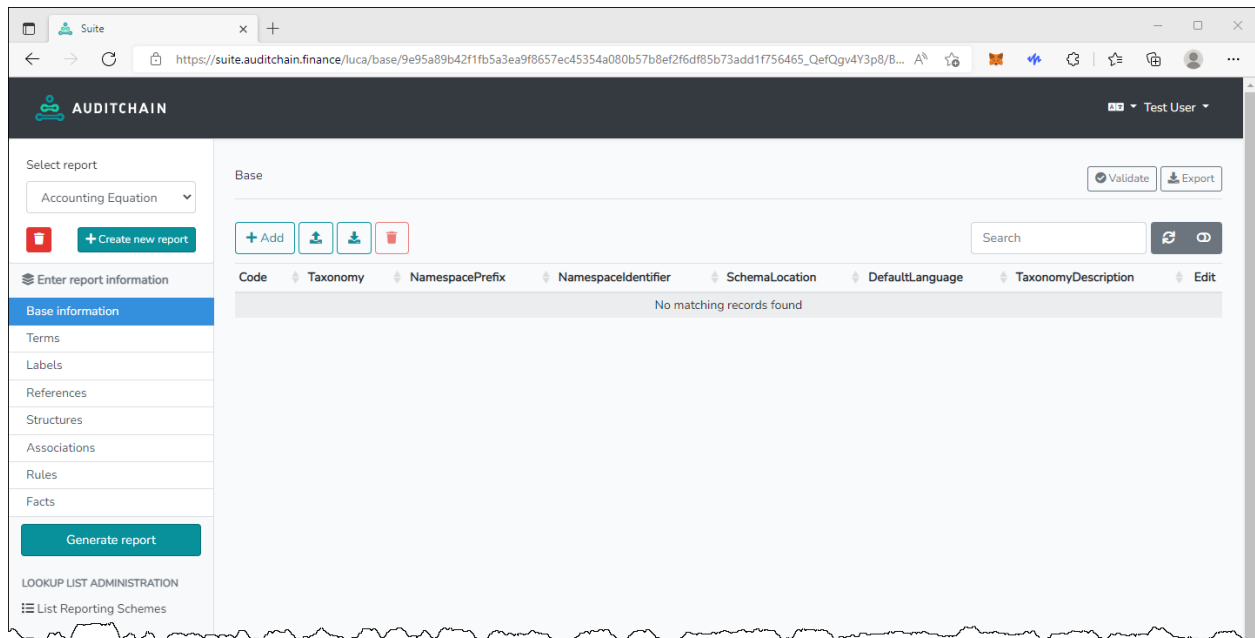 Suite
https://suite.auditchain.finance/luca/base/9e95a89b42f1fb5a3ea9f8657ec45354a080b57b8ef2f6df85b73add1f756465_QefQgv4Y3p8/B...
AUDITCHAIN
Test User
Select report
Accounting Equation
Create new report
Enter report information
Base information
Terms
Labels
References
Structures
Associations
Rules
Facts
Generate report
LOOKUP LIST ADMINISTRATION
List Reporting Schemes
Base
Validate
Export
+ Add
Search
Code Taxonomy NamespacePrefix NamespaceIdentifier SchemaLocation DefaultLanguage TaxonomyDescription Edit
No matching records found